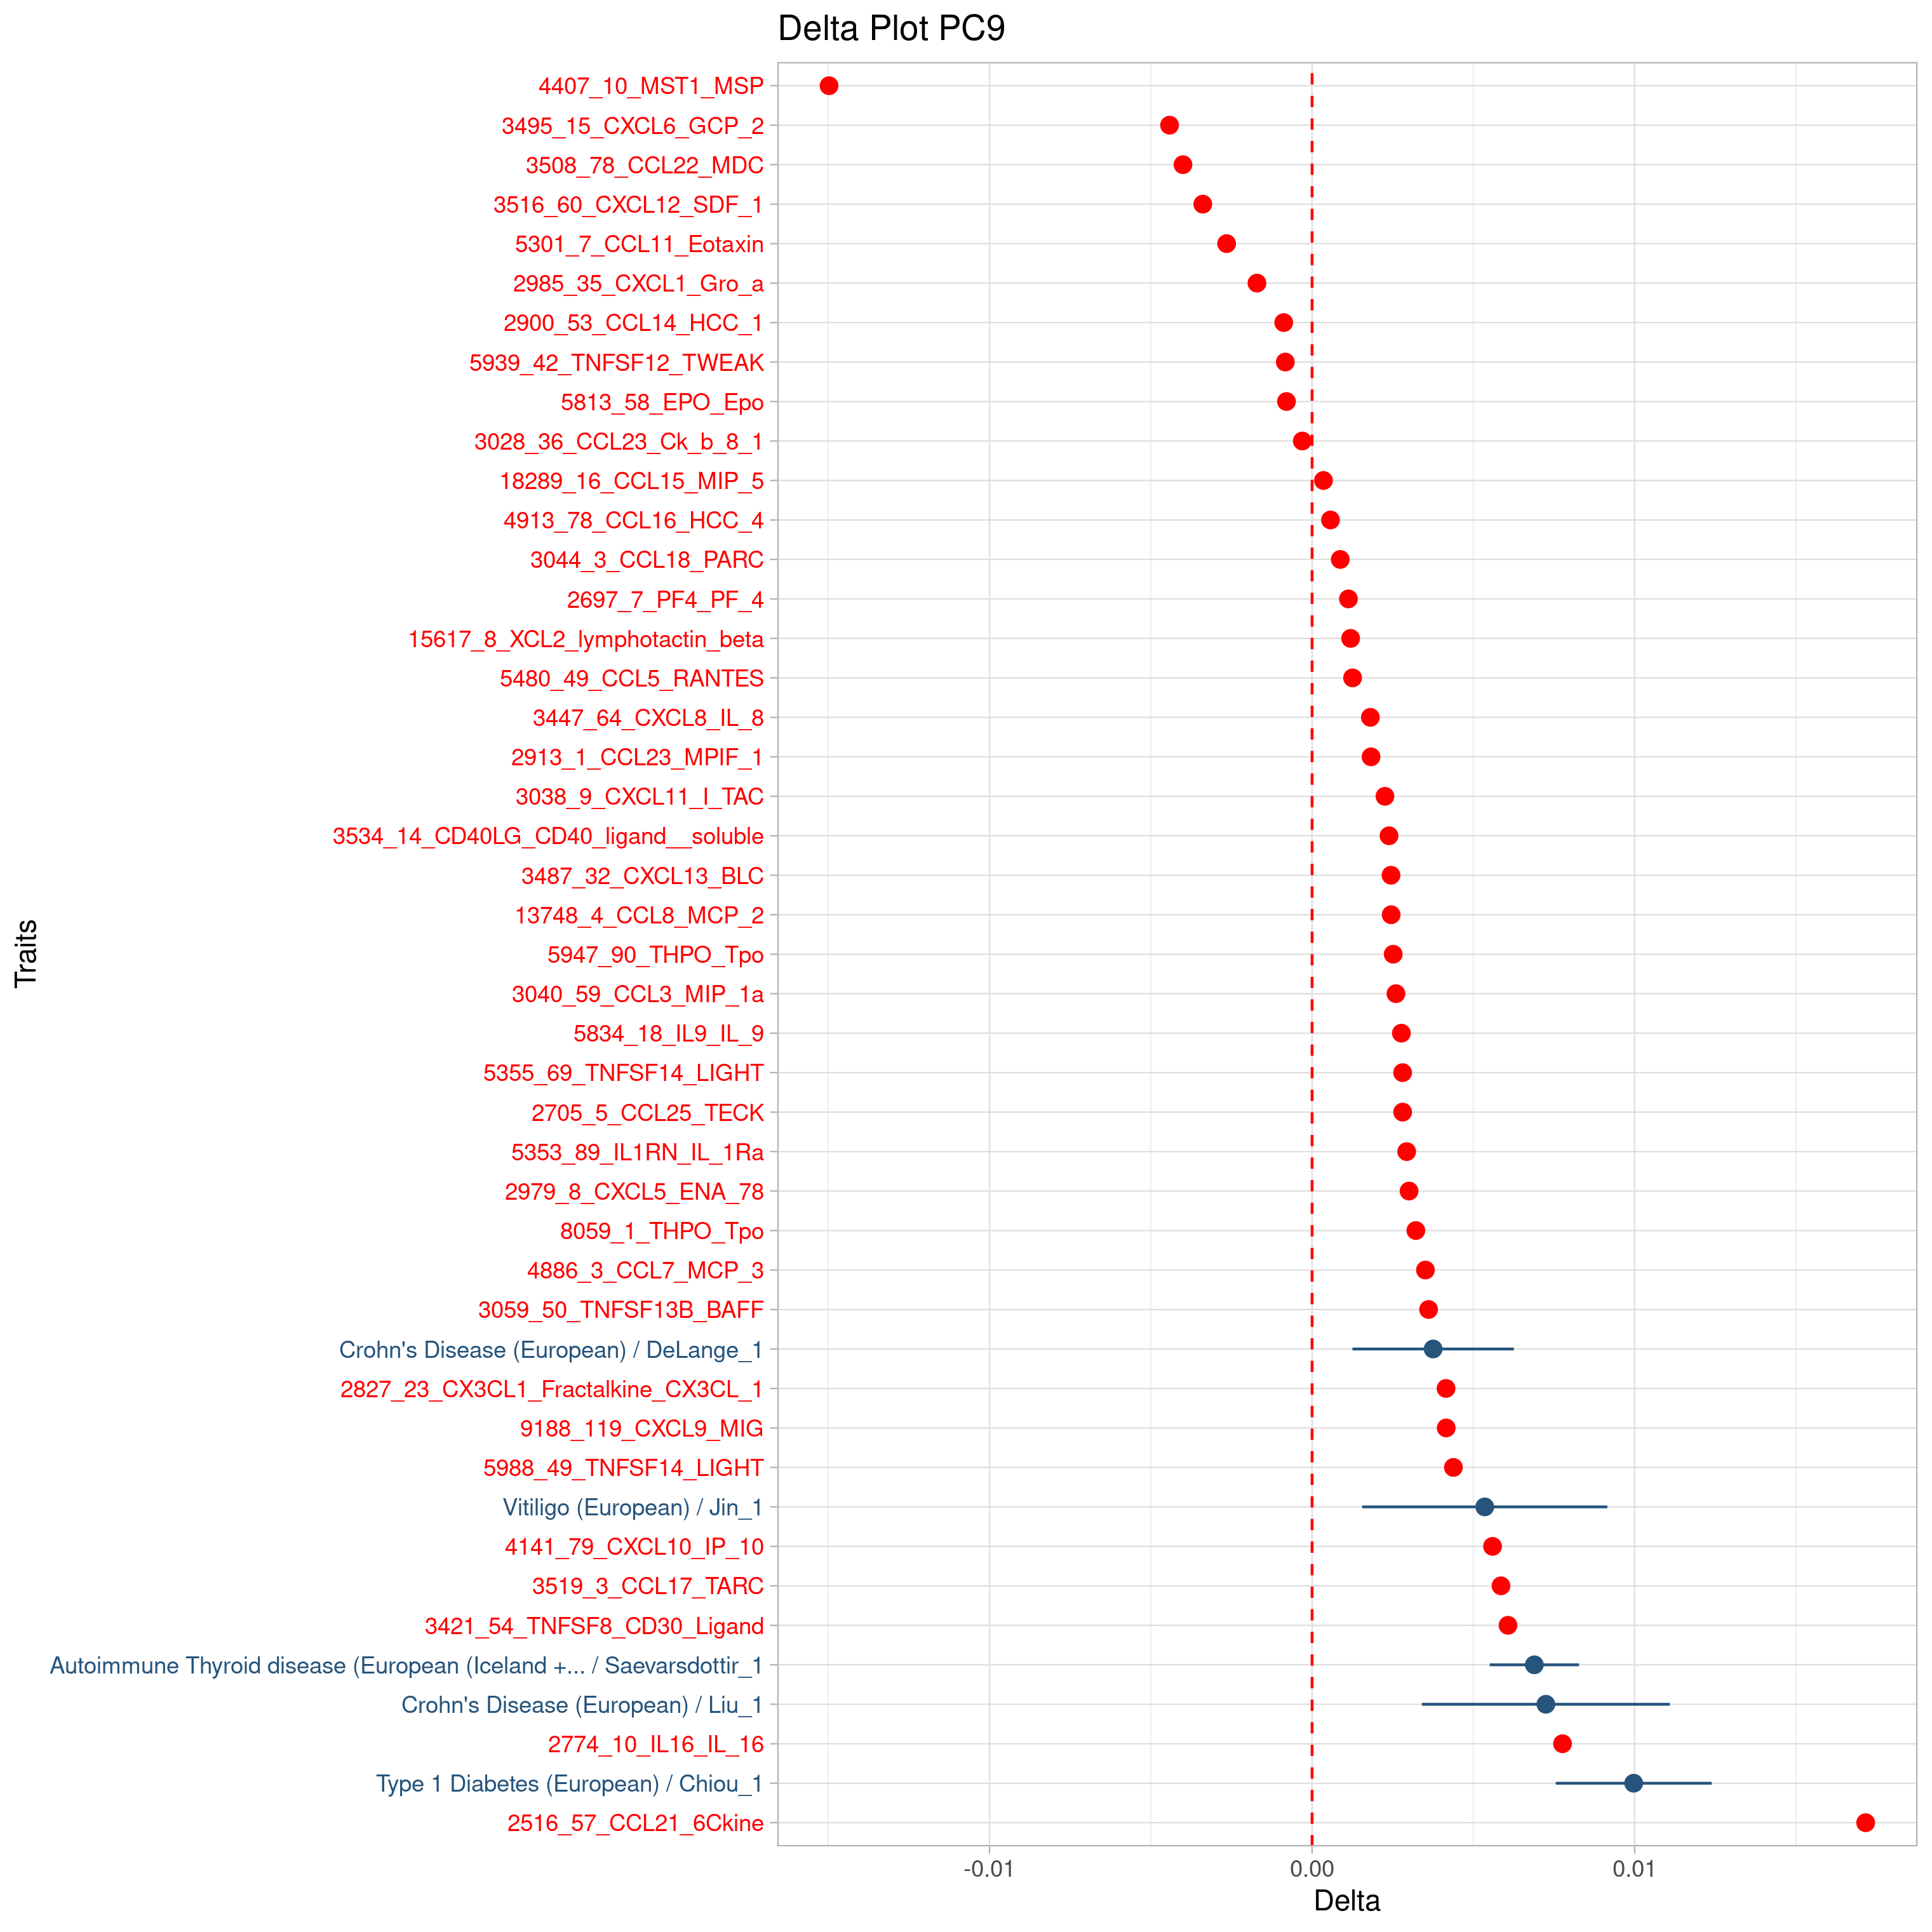 Delta Plot PC9
4407_10_MST1_MSP
3495_15_CXCL6_GCP_2
3508_78_CCL22_MDC
3516_60_CXCL12_SDF_1
5301_7_CCL11_Eotaxin
2985_35_CXCL1_Gro_a
2900_53_CCL14_HCC_1
5939_42_TNFSF12_TWEAK
5813_58_EPO_Epo
3028_36_CCL23_Ck_b_8_1
18289_16_CCL15_MIP_5
4913_78_CCL16_HCC_4
3044_3_CCL18_PARC
2697_7_PF4_PF_4
15617_8_XCL2_lymphotactin_beta
5480_49_CCL5_RANTES
3447_64_CXCL8_IL_8
2913_1_CCL23_MPIF_1
3038_9_CXCL11_I_TAC
3534_14_CD40LG_CD40_ligand__soluble
3487_32_CXCL13_BLC
13748_4_CCL8_MCP_2
5947_90_THPO_Tpo
3040_59_CCL3_MIP_1a
5834_18_IL9_IL_9
5355_69_TNFSF14_LIGHT
2705_5_CCL25_TECK
5353_89_IL1RN_IL_1Ra
2979_8_CXCL5_ENA_78
8059_1_THPO_Tpo
4886_3_CCL7_MCP_3
3059_50_TNFSF13B_BAFF
Crohn's Disease (European) / DeLange_1
2827_23_CX3CL1_Fractalkine_CX3CL_1
9188_119_CXCL9_MIG
5988_49_TNFSF14_LIGHT
Vitiligo (European) / Jin_1
4141_79_CXCL10_IP_10
3519_3_CCL17_TARC
3421_54_TNFSF8_CD30_Ligand
Autoimmune Thyroid disease (European (Iceland +... / Saevarsdottir_1
Crohn's Disease (European) / Liu_1
2774_10_IL16_IL_16
Type 1 Diabetes (European) / Chiou_1
2516_57_CCL21_6Ckine
Traits
-0.01
0.00
0.01
Delta